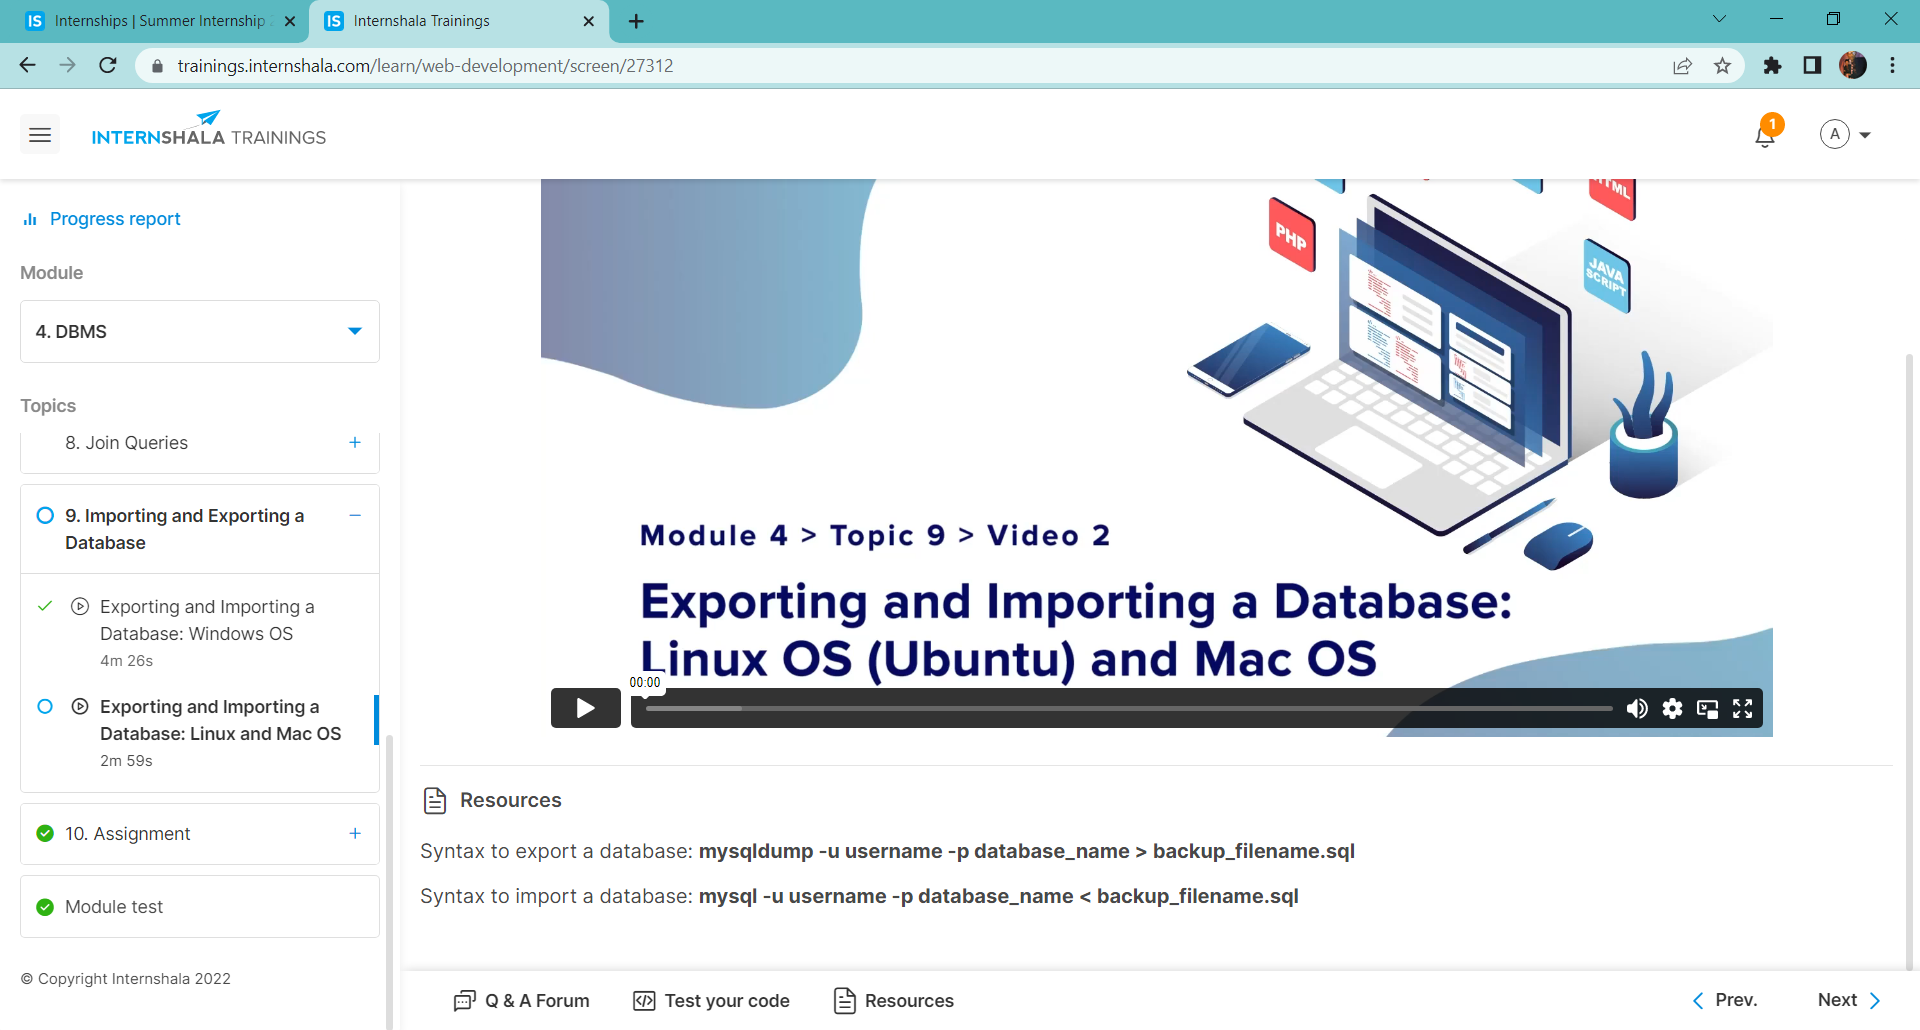 IS Internships | Summer Internship
IS Internshala Trainings
trainings.internshala.com/learn/web-development/screen/27312
INTERNSHALA TRAININGS
1
A
Progress report
Module
4. DBMS
Topics
8. Join Queries
9. Importing and Exporting a
Database
Exporting and Importing a
Database: Windows OS
4m 26s
Exporting and Importing a
Database: Linux and Mac OS
2m 59s
10. Assignment
Module test
© Copyright Internshala 2022
HTML
PHP
JAVA
SCRIPT
Module 4 > Topic 9 > Video 2
Exporting and Importing a Database:
Linux OS (Ubuntu) and Mac OS
00:00
Resources
Syntax to export a database: mysqldump -u username -p database_name > backup_filename.sql
Syntax to import a database: mysql -u username -p database_name < backup_filename.sql
Q & A Forum
Test your code
Resources
Prev.
Next